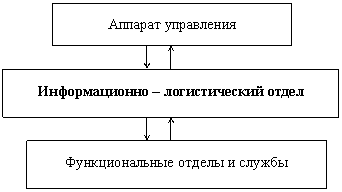 Аппарат управления
Информационно – логистический отдел
Функциональные отделы и службы